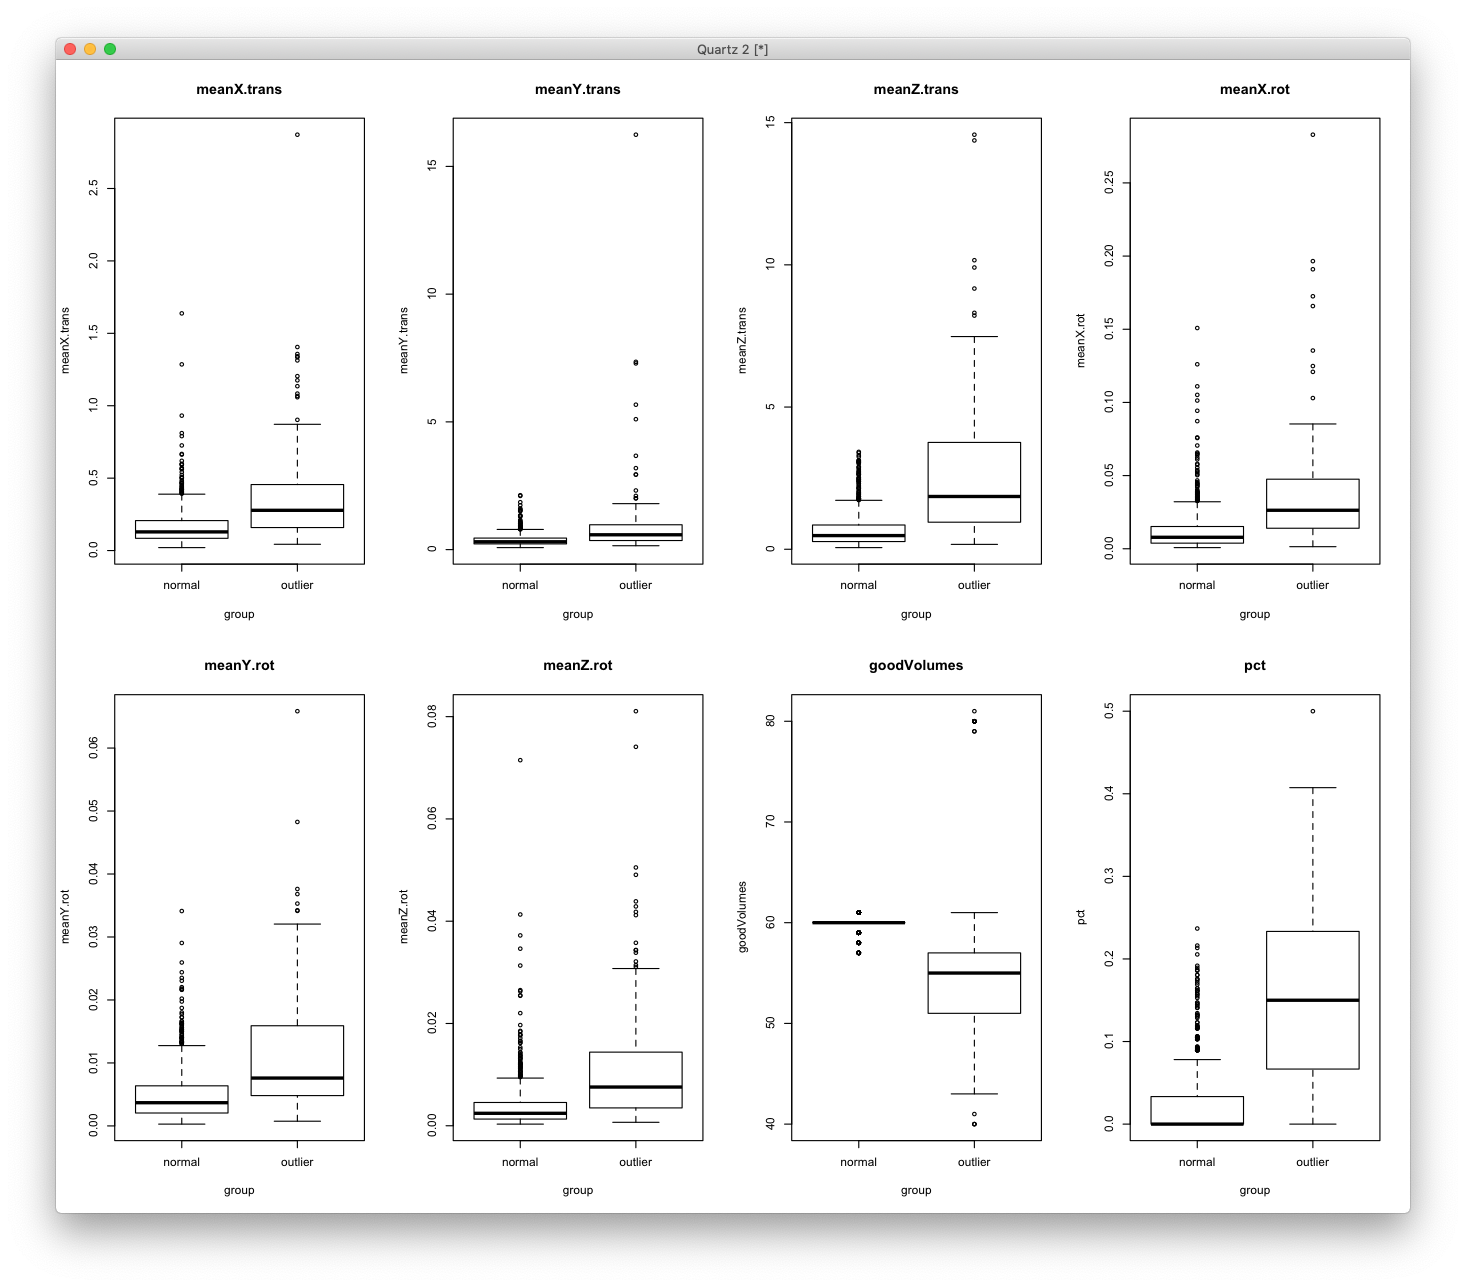 Quartz 2 [*]
meanX.trans
meanX.trans
0.0 0.5 1.0 1.5 2.0 2.5
normal outlier
group
meanY.trans
meanY.trans
0 5 10 15
normal outlier
group
meanZ.trans
meanZ.trans
0 5 10 15
normal outlier
group
meanX.rot
meanX.rot
0.00 0.05 0.10 0.15 0.20 0.25
normal outlier
group
meanY.rot
meanY.rot
0.00 0.01 0.02 0.03 0.04 0.05 0.06
normal outlier
group
meanZ.rot
meanZ.rot
0.00 0.02 0.04 0.06 0.08
normal outlier
group
goodVolumes
goodVolumes
40 50 60 70 80
normal outlier
group
pct
pct
0.0 0.1 0.2 0.3 0.4 0.5
normal outlier
group